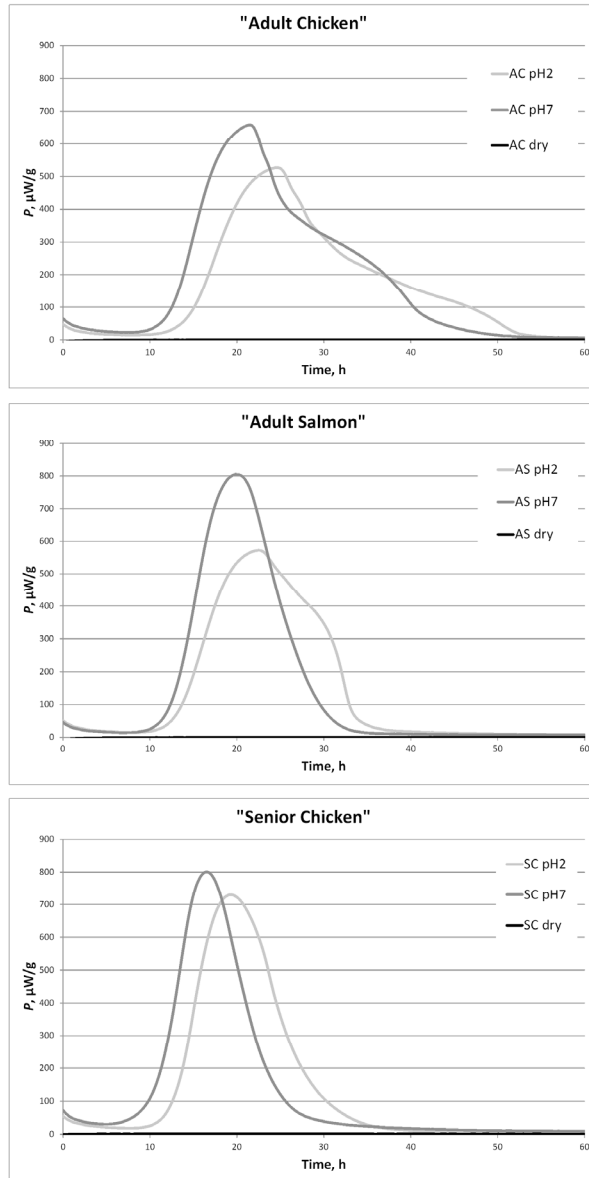 "Adult Chicken"
900
800
700
600
500
400
300
200
100
0
P, µW/g
AC pH2
AC pH7
AC dry
0 10 20 30 40 50 60
Time, h
"Adult Salmon"
900
800
700
600
500
400
300
200
100
0
P, µW/g
AS pH2
AS pH7
AS dry
0 10 20 30 40 50 60
Time, h
"Senior Chicken"
900
800
700
600
500
400
300
200
100
0
P, µW/g
SC pH2
SC pH7
SC dry
0 10 20 30 40 50 60
Time, h